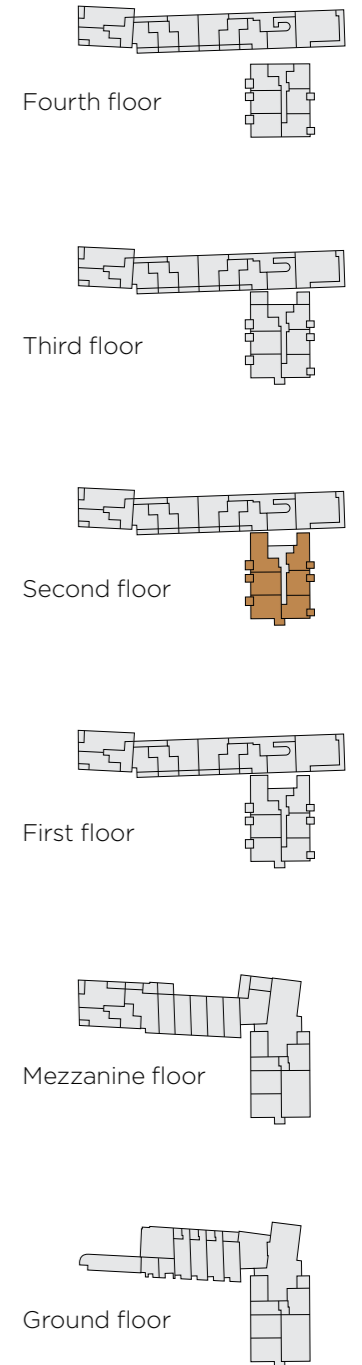 Fourth floor
Third floor
Second floor
First floor
Mezzanine floor
Ground floor